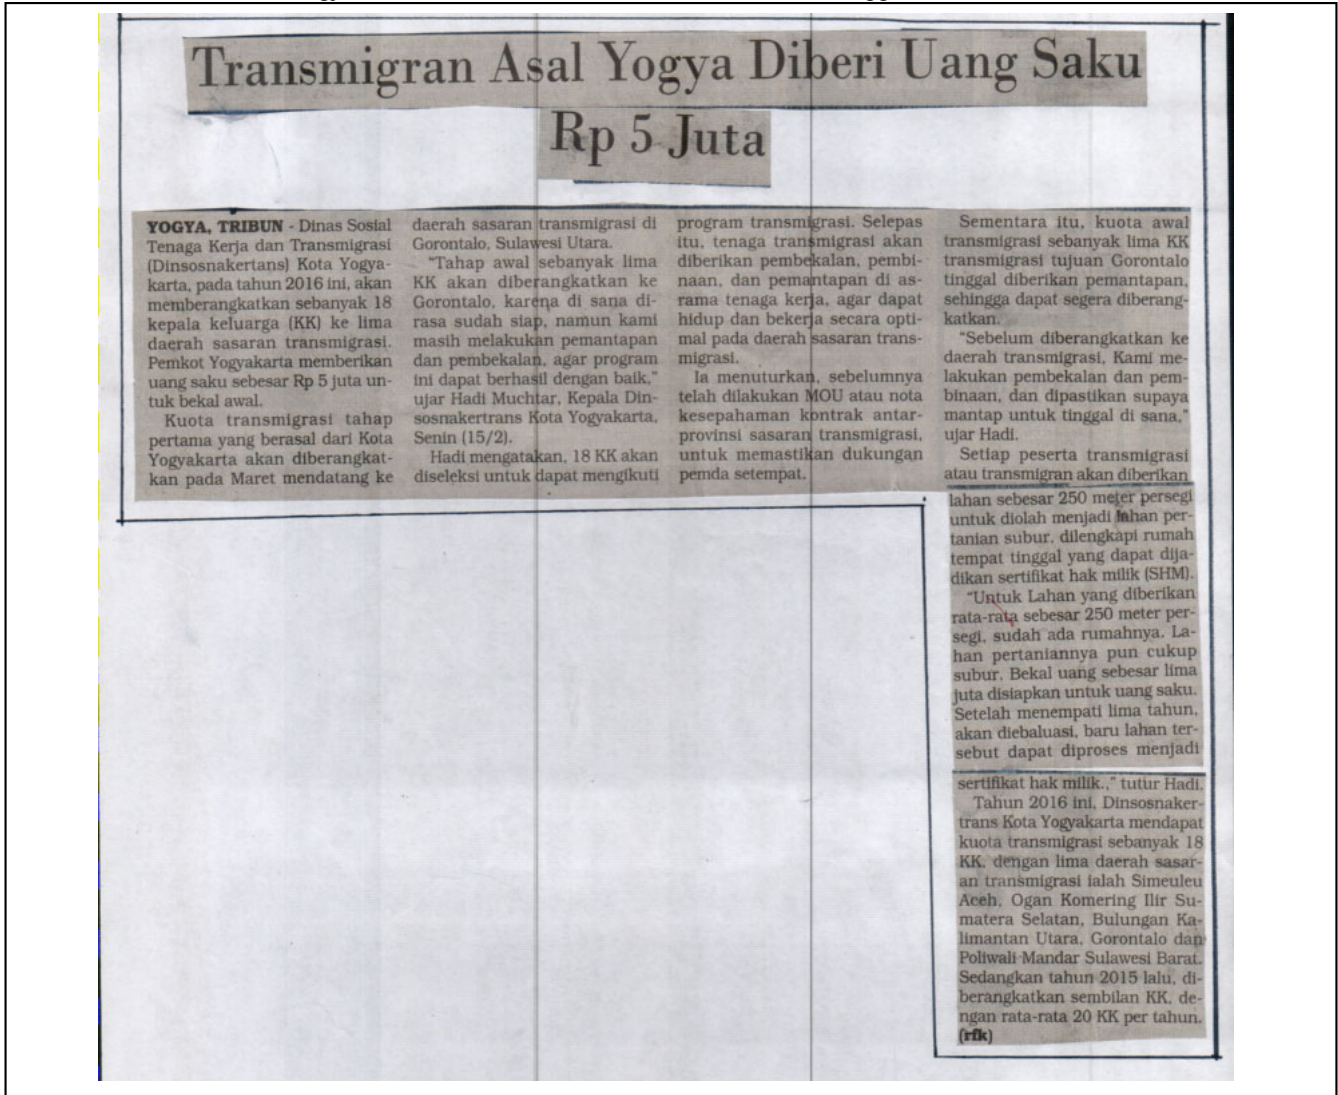 Transmigran Asal Yogya Diberi Uang Saku
Rp 5 Juta
YOGYA, TRIBUN - Dinas Sosial
Tenaga Kerja dan Transmigrasi
(Dinsosnakertans) Kota Yogya-
karta, pada tahun 2016 ini, akan
memberangkatkan sebanyak 18
kepala keluarga (KK) ke lima
daerah sasaran transmigrasi.
Pemkot Yogyakarta memberikan
uang saku sebesar Rp 5 juta un-
tuk bekal awal.
Kuota transmigrasi tahap
pertama yang berasal dari Kota
Yogyakarta akan diberangkat-
kan pada Maret mendatang ke
daerah sasaran transmigrasi di
Gorontalo, Sulawesi Utara.
"Tahap awal sebanyak lima
KK akan diberangkatkan ke
Gorontalo, karena di sana di-
rasa sudah siap, namun kami
masih melakukan pemantapan
dan pembekalan, agar program
ini dapat berhasil dengan baik,"
ujar Hadi Muchtar, Kepala Din-
sosnakertrans Kota Yogyakarta,
Senin (15/2).
Hadi mengatakan, 18 KK akan
diseleksi untuk dapat mengikuti
program transmigrasi. Selepas
itu, tenaga transmigrasi akan
diberikan pembekalan, pembi-
naan, dan pemantapan di as-
rama tenaga kerja, agar dapat
hidup dan bekerja secara opti-
mal pada daerah sasaran trans-
migrasi.
Ia menuturkan, sebelumnya
telah dilakukan MOU atau nota
kesepahaman kontrak antar-
provinsi sasaran transmigrasi,
untuk memastikan dukungan
pemda setempat.
Sementara itu, kuota awal
transmigrasi sebanyak lima KK
transmigrasi tujuan Gorontalo
tinggal diberikan pemantapan,
sehingga dapat segera diberang-
katkan.
"Sebelum diberangkatkan ke
daerah transmigrasi, Kami me-
lakukan pembekalan dan pem-
binaan, dan dipastikan supaya
mantap untuk tinggal di sana,"
ujar Hadi.
Setiap peserta transmigrasi
atau transmigran akan diberikan
lahan sebesar 250 meter persegi
untuk diolah menjadi lahan per-
tanian subur, dilengkapi rumah
tempat tinggal yang dapat dija-
dikan sertifikat hak milik (SHM).
"Untuk Lahan yang diberikan
rata-rata sebesar 250 meter per-
segi, sudah ada rumahnya. La-
han pertaniannya pun cukup
subur. Bekal uang sebesar lima
juta disiapkan untuk uang saku.
Setelah menempati lima tahun,
akan diebaluasi, baru lahan ter-
sebut dapat diproses menjadi
sertifikat hak milik.," tutur Hadi.
Tahun 2016 ini, Dinsosnaker-
trans Kota Yogyakarta mendapat
kuota transmigrasi sebanyak 18
KK, dengan lima daerah sasar-
an transmigrasi ialah Simeuleu
Aceh, Ogan Komering Ilir Su-
matera Selatan, Bulungan Ka-
limantan Utara, Gorontalo dan
Poliwali Mandar Sulawesi Barat.
Sedangkan tahun 2015 lalu, di-
berangkatkan sembilan KK, de-
ngan rata-rata 20 KK per tahun.
(rfk)